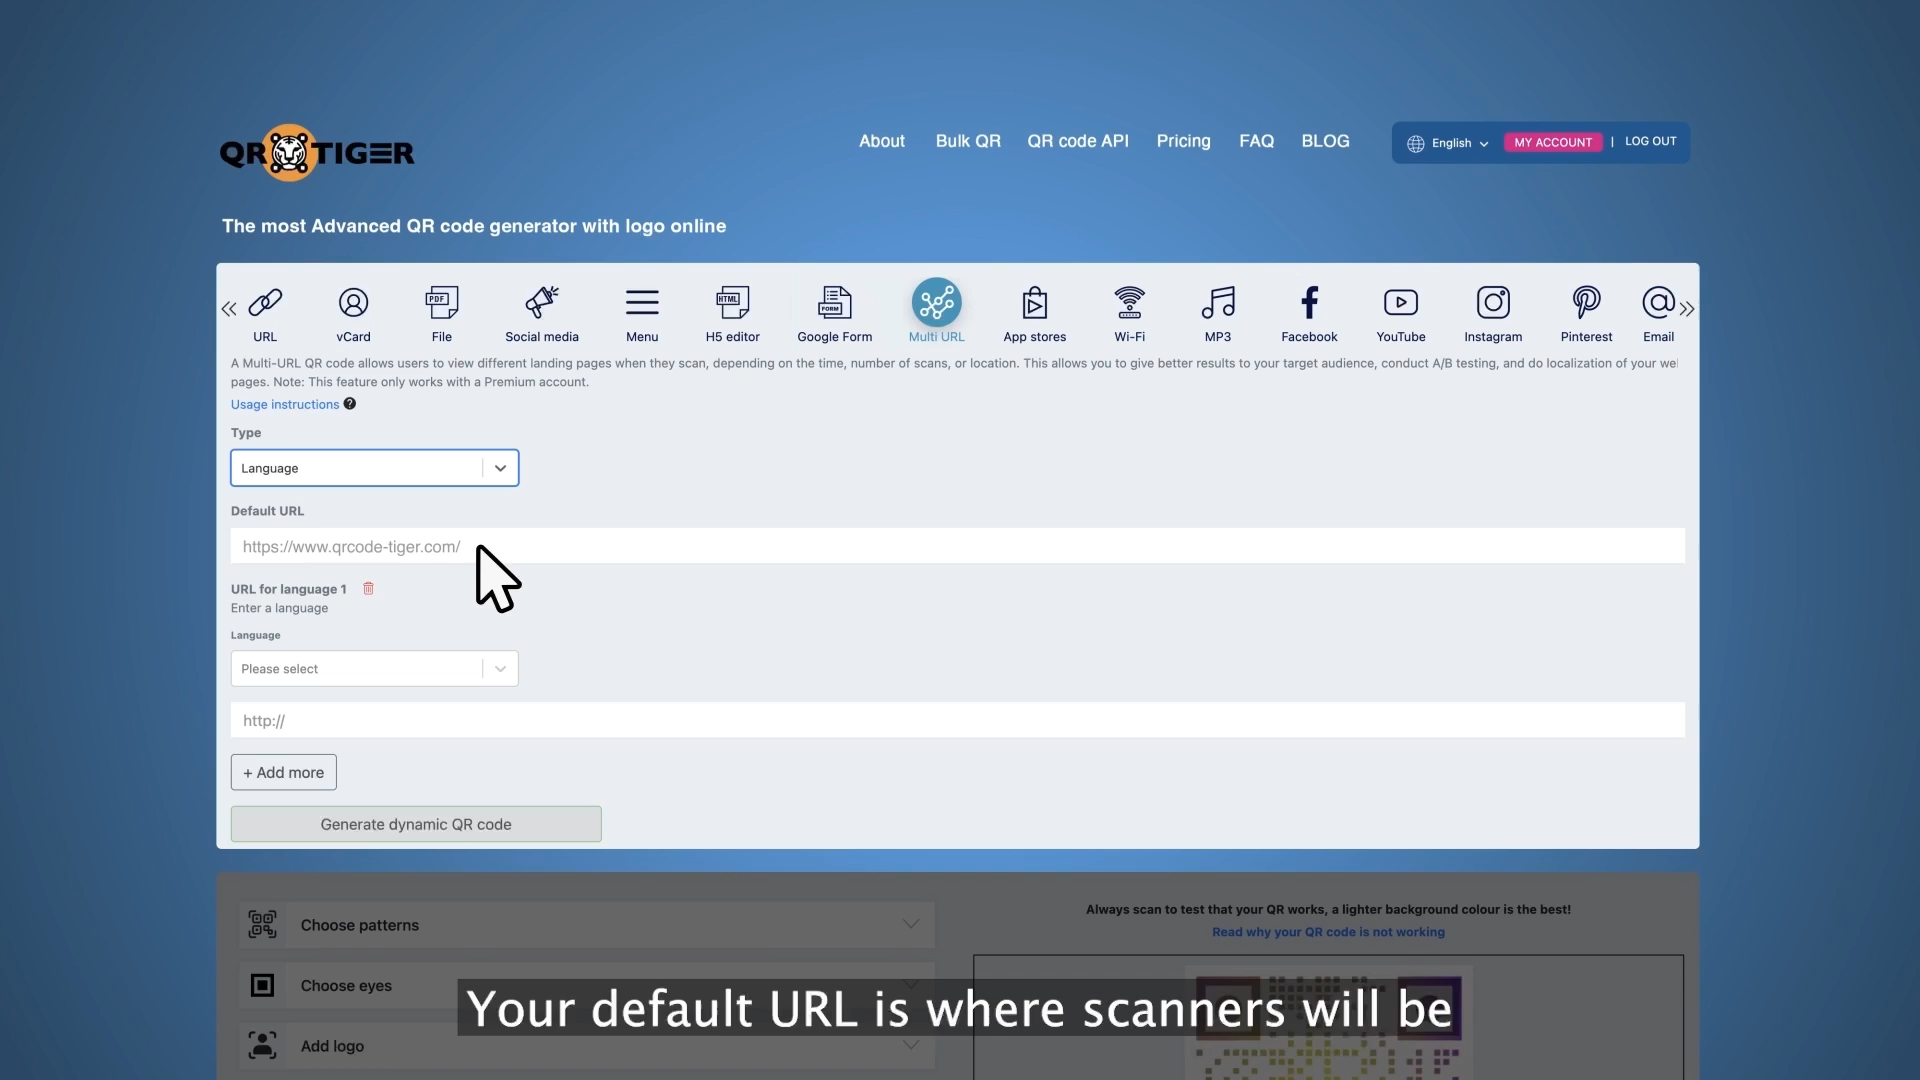 QR TIGER
About Bulk QR QR code API Pricing FAQ BLOG English MY ACCOUNT | LOG OUT
The most Advanced QR code generator with logo online
PDF HTML FORM
URL vCard File Social media Menu H5 editor Google Form Multi URL App stores Wi-Fi MP3 Facebook YouTube Instagram Pinterest Email
A Multi-URL QR code allows users to view different landing pages when they scan, depending on the time, number of scans, or location. This allows you to give better results to your target audience, conduct A/B testing, and do localization of your we
pages. Note: This feature only works with a Premium account.
Usage instructions ?
Type
Language
Default URL
https://www.qrcode-tiger.com/
URL for language 1
Enter a language
Language
Please select
http://
+ Add more
Generate dynamic QR code
Choose patterns
Choose eyes
Add logo
Always scan to test that your QR works, a lighter background colour is the best!
Read why your QR code is not working
Your default URL is where scanners will be